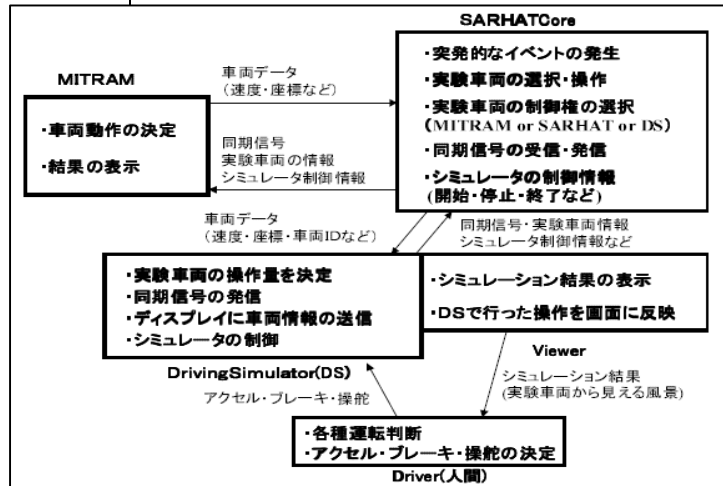 SARHATCore
・突発的なイベントの発生
・実験車両の選択・操作
・実験車両の制御権の選択
(MITRAM or SARHAT or DS)
・同期信号の受信・発信
・シミュレータの制御情報
(開始・停止・終了など)
MITRAM
・車両動作の決定
・結果の表示
車両データ
(速度・座標など)
同期信号
実験車両の情報
シミュレータ制御情報
車両データ
(速度・座標・車両IDなど)
同期信号・実験車両情報
シミュレータ制御情報など
・実験車両の操作量を決定
・同期信号の発信
・ディスプレイに車両情報の送信
・シミュレータの制御
DrivingSimulator(DS)
・シミュレーション結果の表示
・DSで行った操作を画面に反映
Viewer
アクセル・ブレーキ・操舵
シミュレーション結果
(実験車両から見える風景)
・各種運転判断
・アクセル・ブレーキ・操舵の決定
Driver(人間)